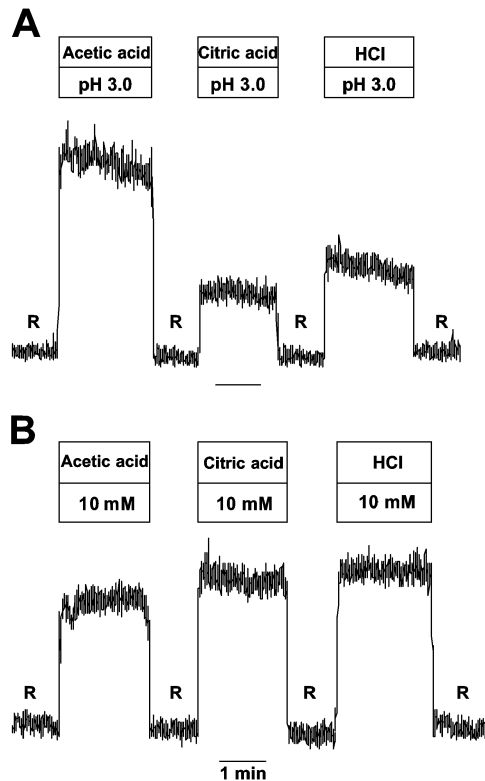 A
Acetic acid Citric acid HCl
pH 3.0 pH 3.0 pH 3.0
R R R R
B
Acetic acid Citric acid HCl
10 mM 10 mM 10 mM
R R R R
1 min